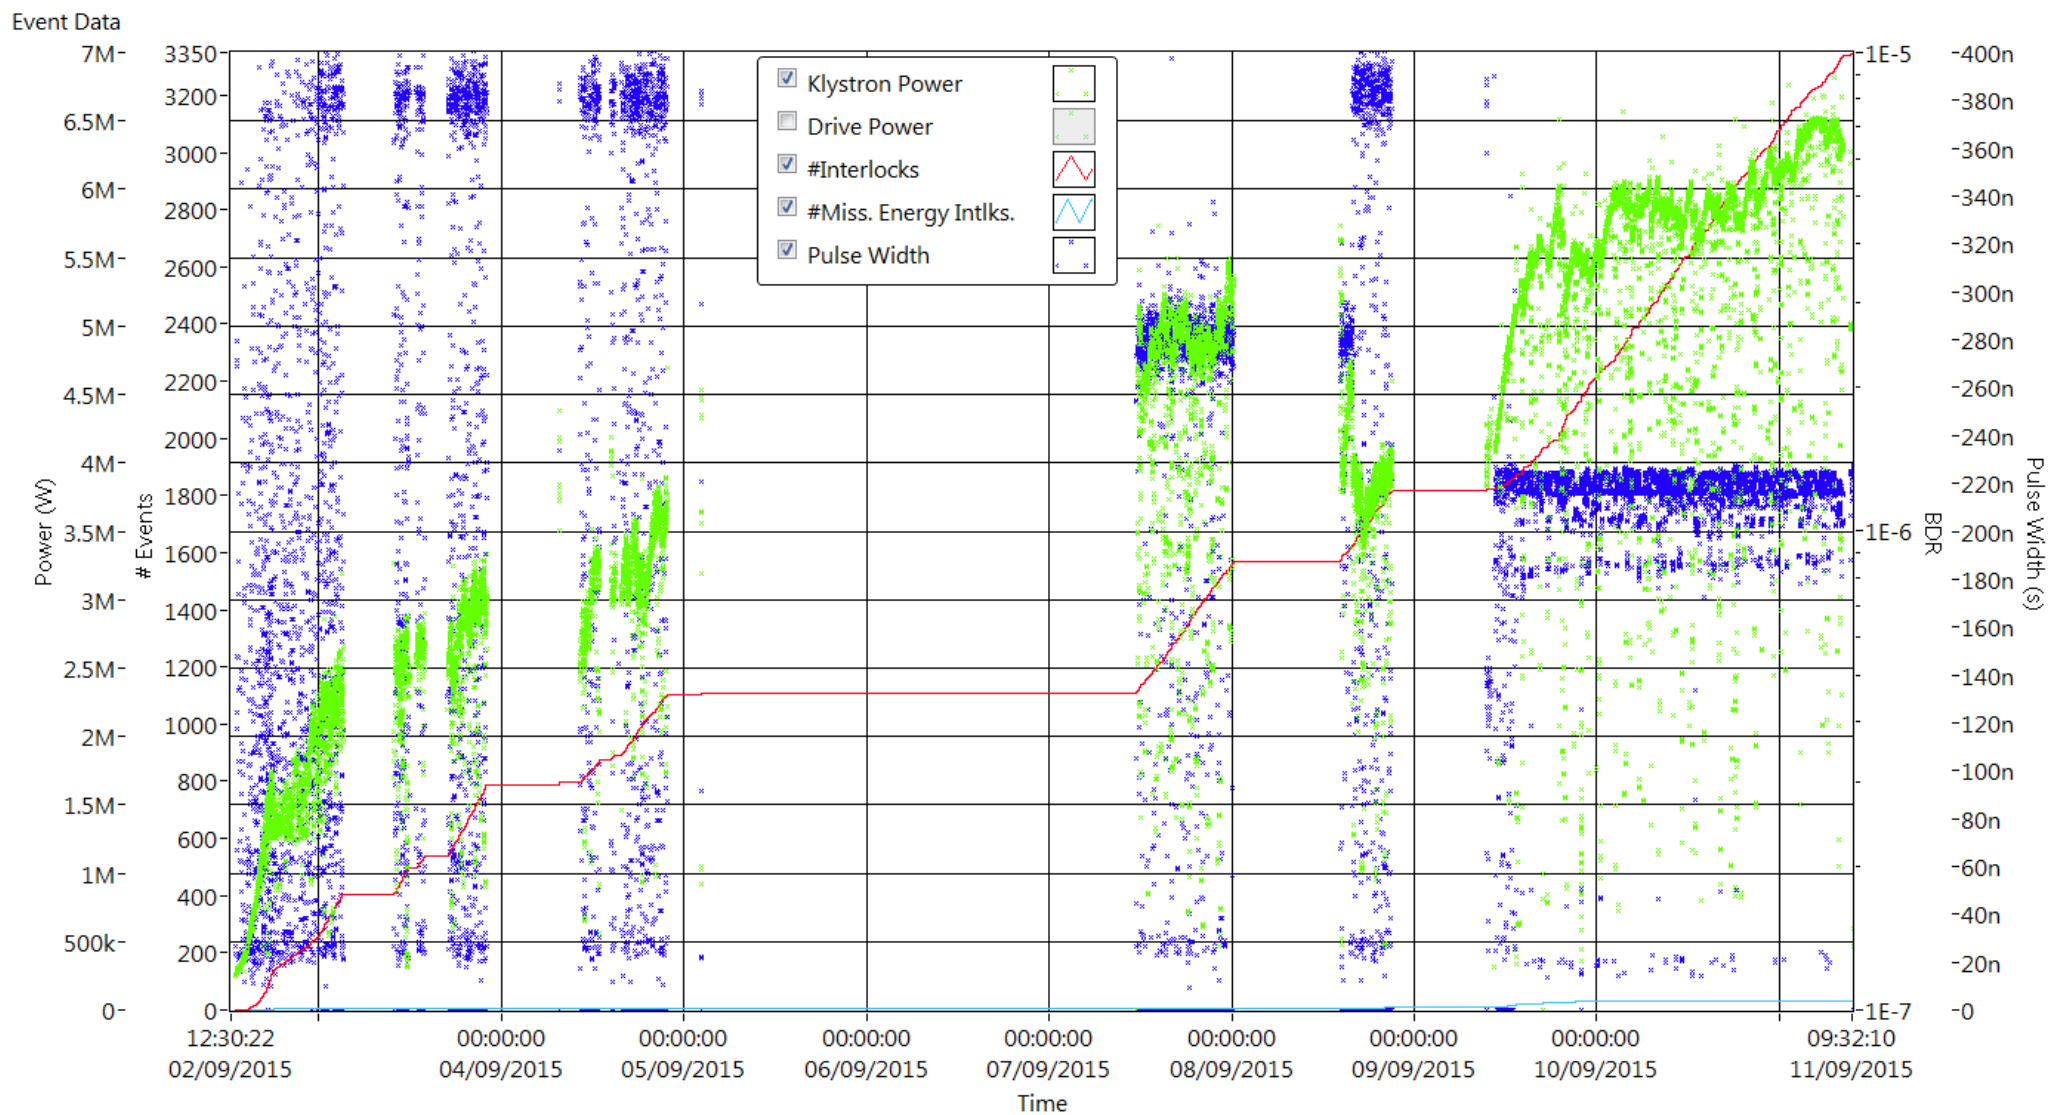 Event Data
7M 3350 1E-5 400n
Klystron Power
3200 380n
6.5M Drive Power
3000 360n
#Interlocks
6M 2800 340n
#Miss. Energy Intlks.
320n
5.5M 2600 Pulse Width
300n
5M 2400 280n
2200 260n
4.5M
2000 240n
4M
1800 220n
3.5M 1600 1E-6 200n
180n
3M 1400 160n
2.5M 1200 140n
1000 120n
2M
800 100n
1.5M 600 80n
1M 400 60n
40n
500k 200 20n
0 0 1E-7 0
Power (W)
# Events
BDR
Pulse Width (s)
12:30:22 00:00:00 00:00:00 00:00:00 00:00:00 00:00:00 00:00:00 00:00:00 09:32:10
02/09/2015 04/09/2015 05/09/2015 06/09/2015 07/09/2015 08/09/2015 09/09/2015 10/09/2015 11/09/2015
Time